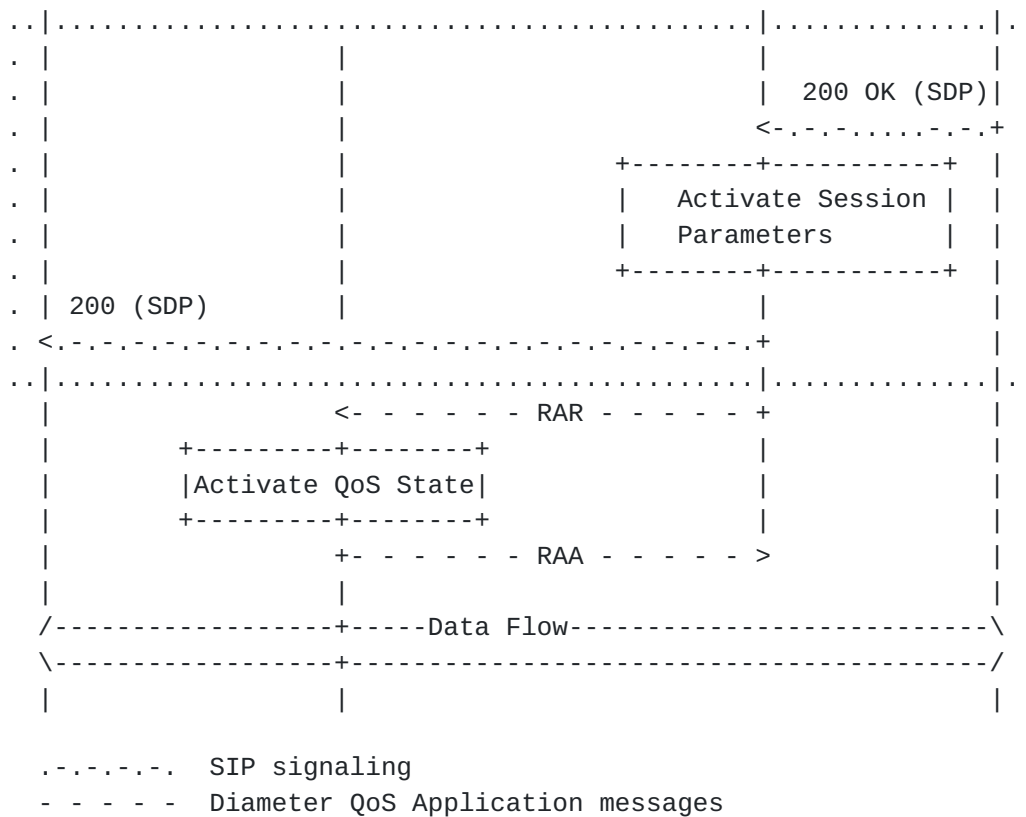 200 OK (SDP)
Activate Session
Parameters
200 (SDP)
RAR
Activate QoS State
RAA
Data Flow
.-.-.-.-. SIP signaling
- - - - - Diameter QoS Application messages